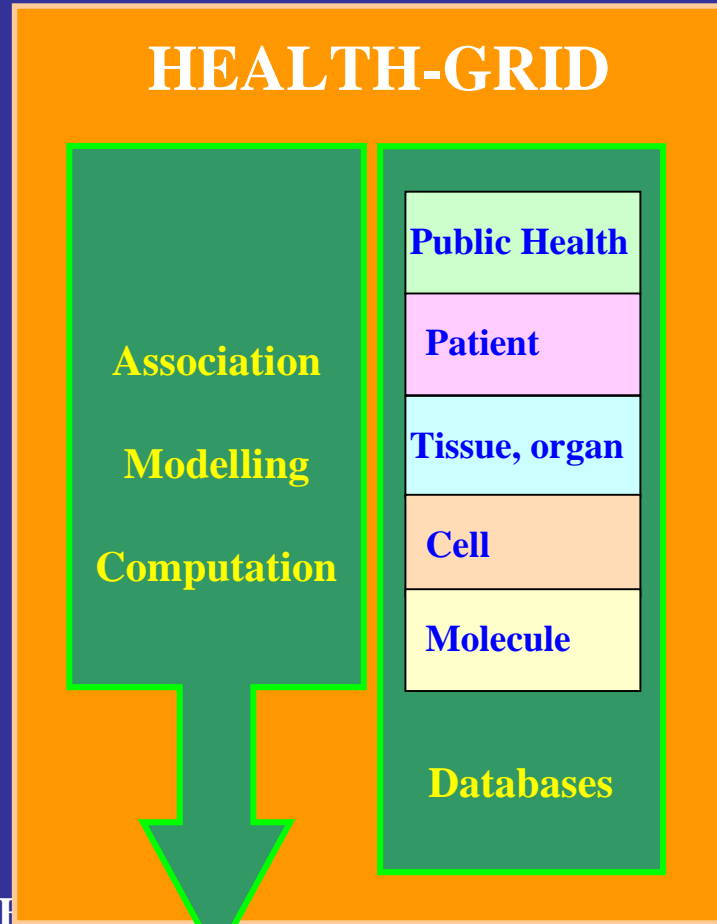 HEALTH-GRID
Association
Modelling
Computation
Public Health
Patient
Tissue, organ
Cell
Molecule
Databases